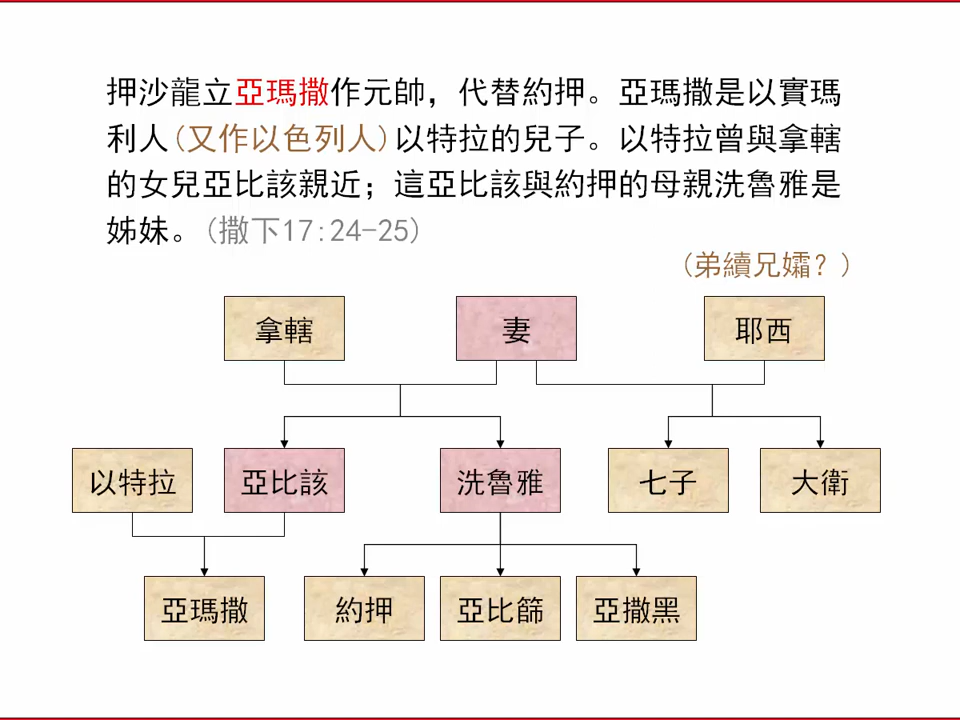 押沙龍立亞瑪撒作元帥，代替約押。亞瑪撒是以實瑪
利人(又作以色列人)以特拉的兒子。以特拉曾與拿轄
的女兒亞比該親近；這亞比該與約押的母親洗魯雅是
姊妹。(撒下17:24-25)
(弟續兄孀？)
拿轄
妻
耶西
以特拉
亞比該
洗魯雅
七子
大衛
亞瑪撒
約押
亞比篩
亞撒黑